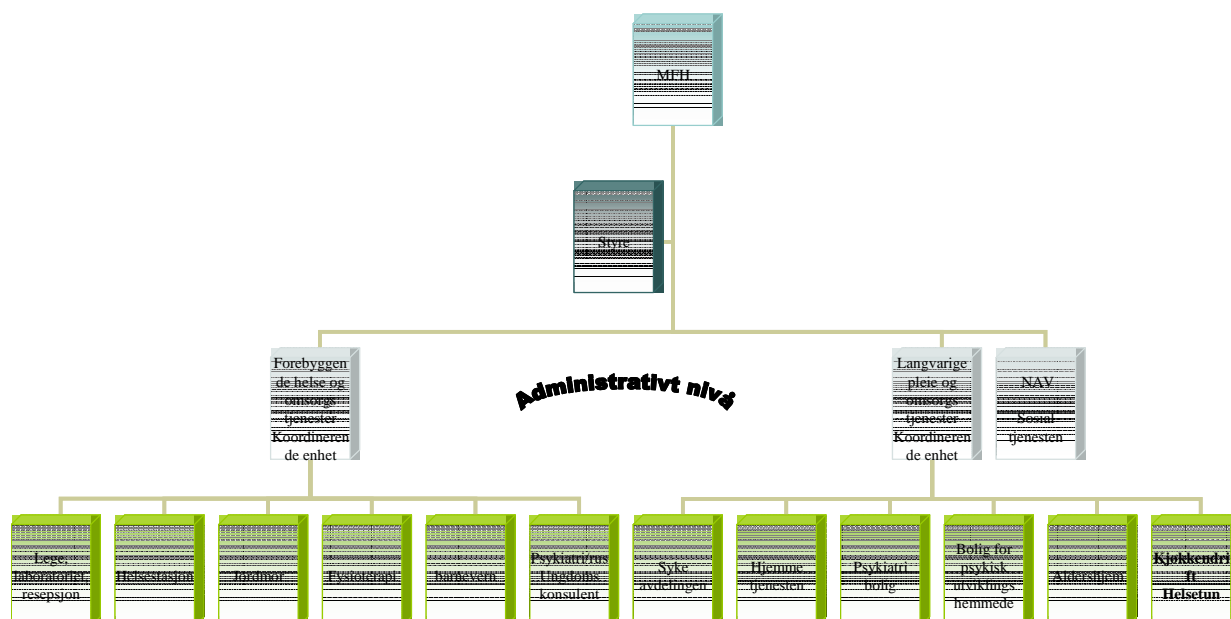 MFH
Styre
Forebyggen
de helse og
omsorgs
tjenester
Koordineren
de enhet
Administrativt nivå
Langvarige
pleie og
omsorgs
tjenester
Koordineren
de enhet
NAV
Sosial
tjenesten
Lege,
laboratorier,
resepsjon
Helsestasjon
Jordmor
Fysioterapi
barnevern
Psykiatri/rus
Ungdoms
konsulent
Syke
avdelingen
Hjemme
tjenesten
Psykiatri
bolig
Bolig for
psykisk
utviklings
hemmede
Aldershjem
Kjøkkendri
ft
Helsetun